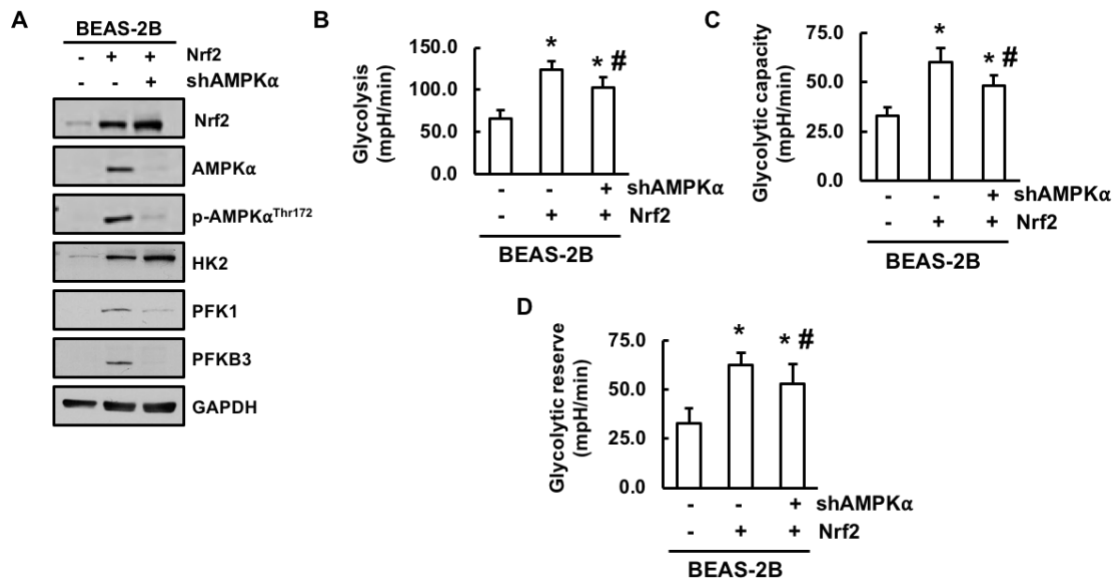 A
BEAS-2B
- + + Nrf2
- - + shAMPKα
Nrf2
AMPKα
p-AMPKαThr172
HK2
PFK1
PFKB3
GAPDH
B
Glycolysis
(mpH/min)
150.0
100.0
50.0
0.0
*
* #
- - + shAMPKα
- + + Nrf2
BEAS-2B
C
Glycolytic capacity
(mpH/min)
75.0
50.0
25.0
0.0
*
* #
- - + shAMPKα
- + + Nrf2
BEAS-2B
D
Glycolytic reserve
(mpH/min)
75.0
50.0
25.0
0.0
*
* #
- - + shAMPKα
- + + Nrf2
BEAS-2B